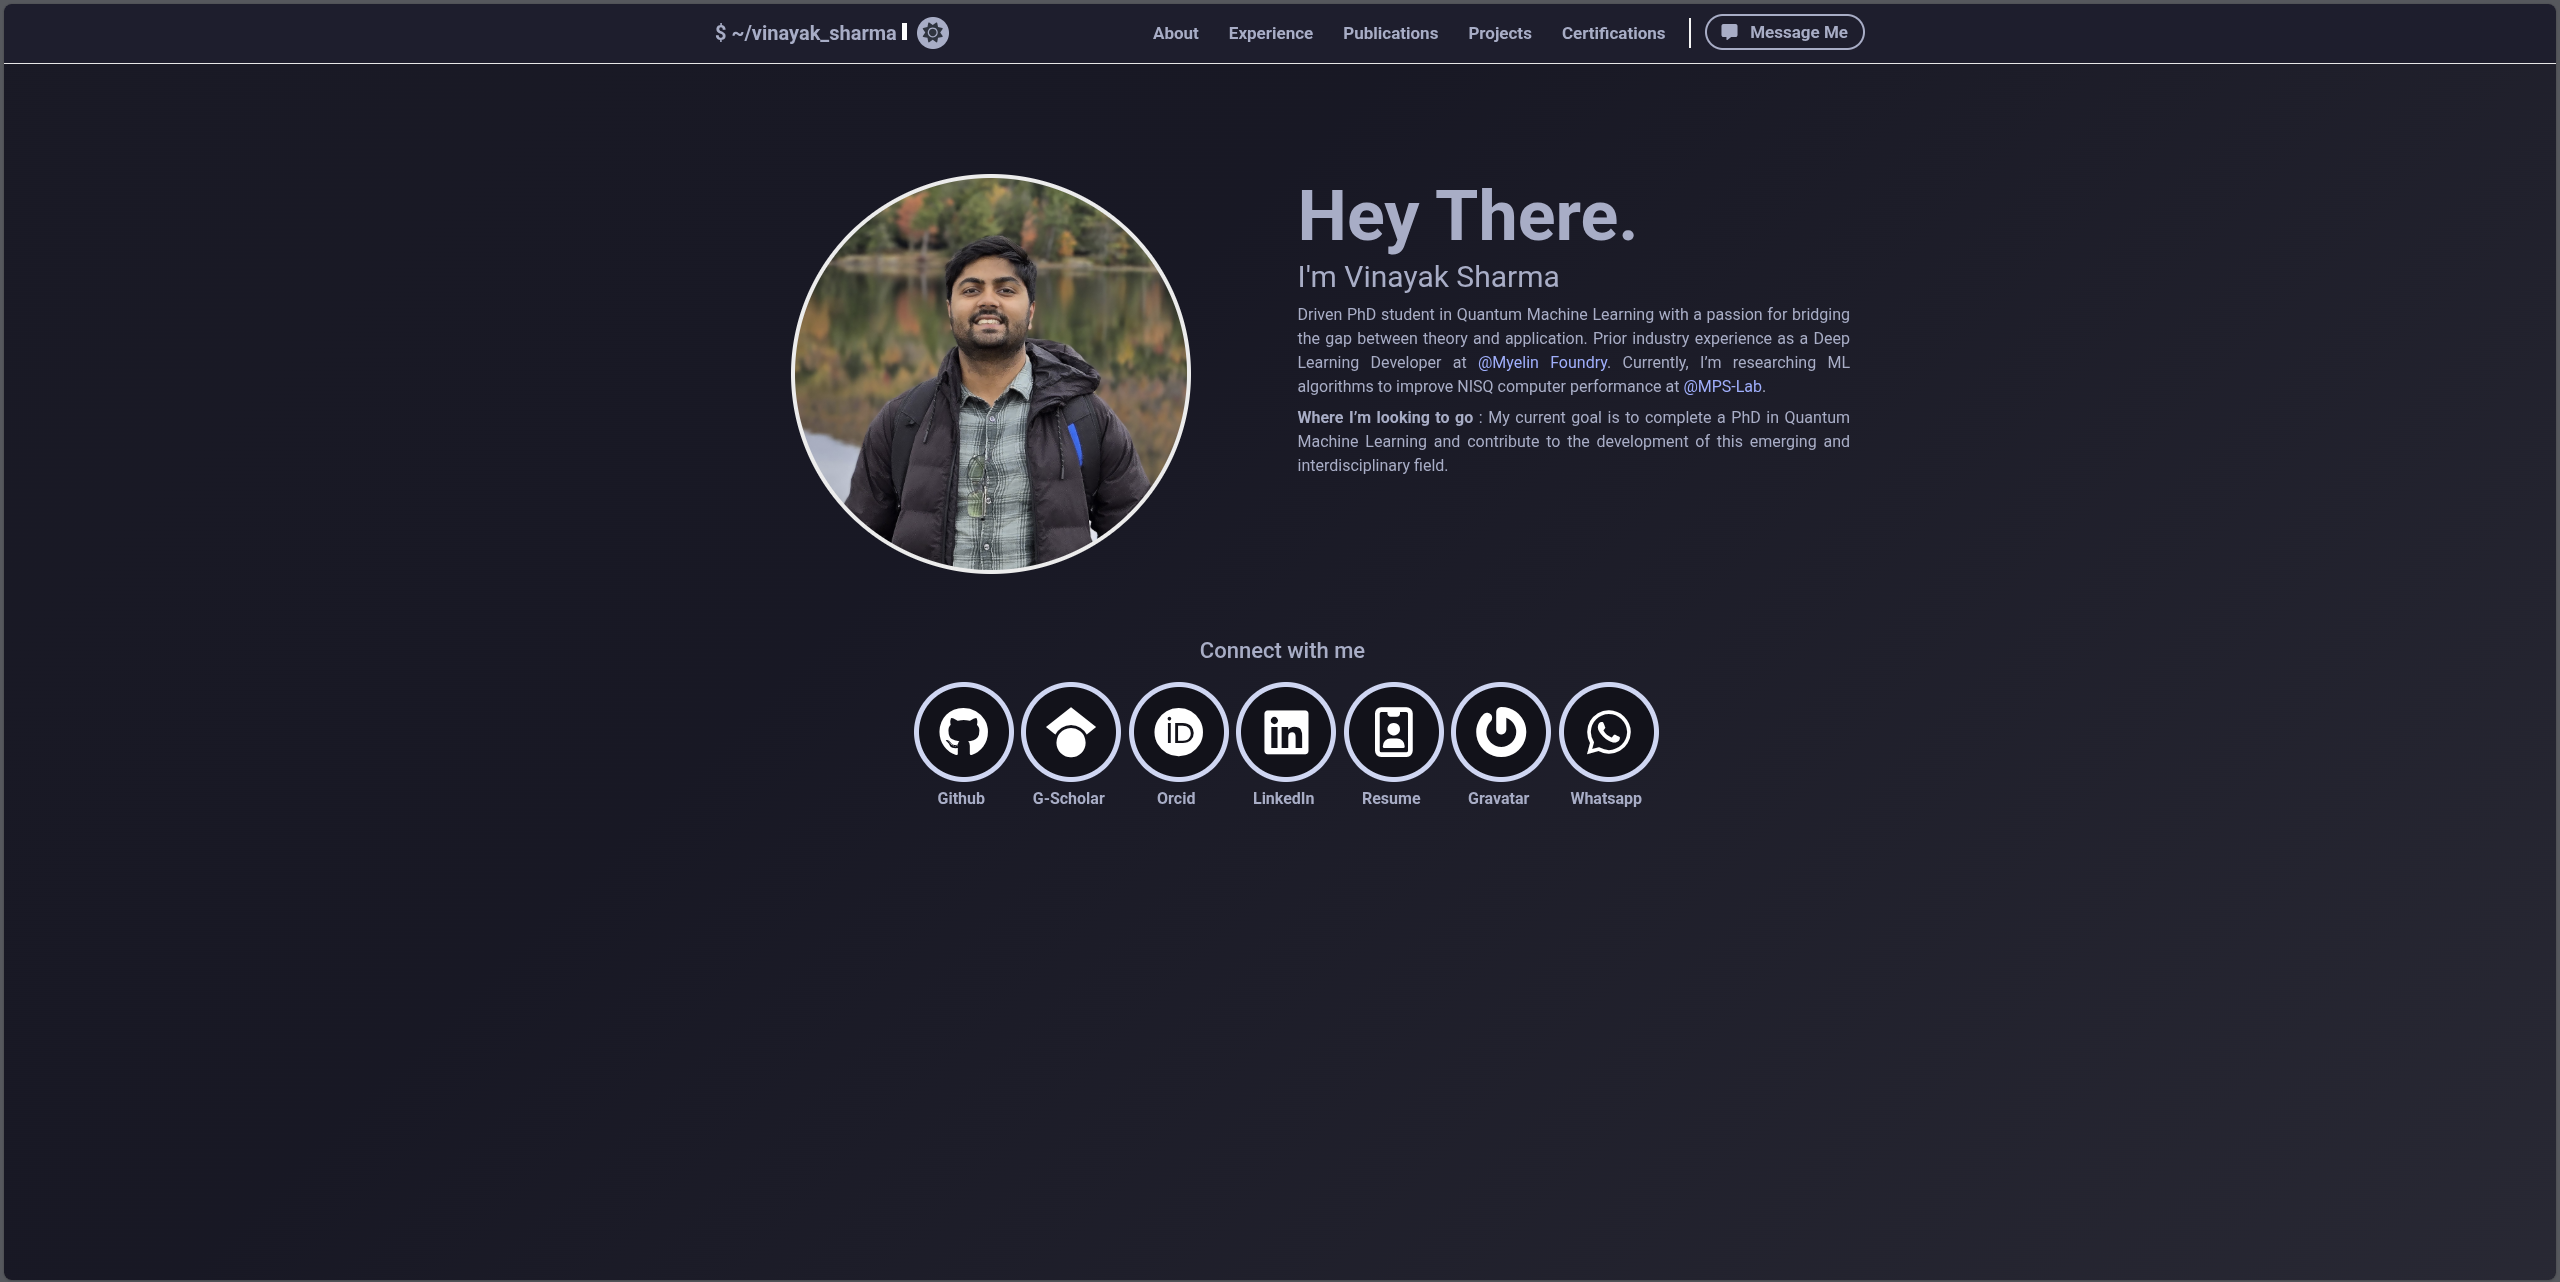 $ ~/vinayak_sharma
About Experience Publications Projects Certifications Message Me
Hey There.
I'm Vinayak Sharma
Driven PhD student in Quantum Machine Learning with a passion for bridging
the gap between theory and application. Prior industry experience as a Deep
Learning Developer at @Myelin Foundry. Currently, I’m researching ML
algorithms to improve NISQ computer performance at @MPS-Lab.
Where I’m looking to go : My current goal is to complete a PhD in Quantum
Machine Learning and contribute to the development of this emerging and
interdisciplinary field.
Connect with me
iD in
Github G-Scholar Orcid LinkedIn Resume Gravatar Whatsapp